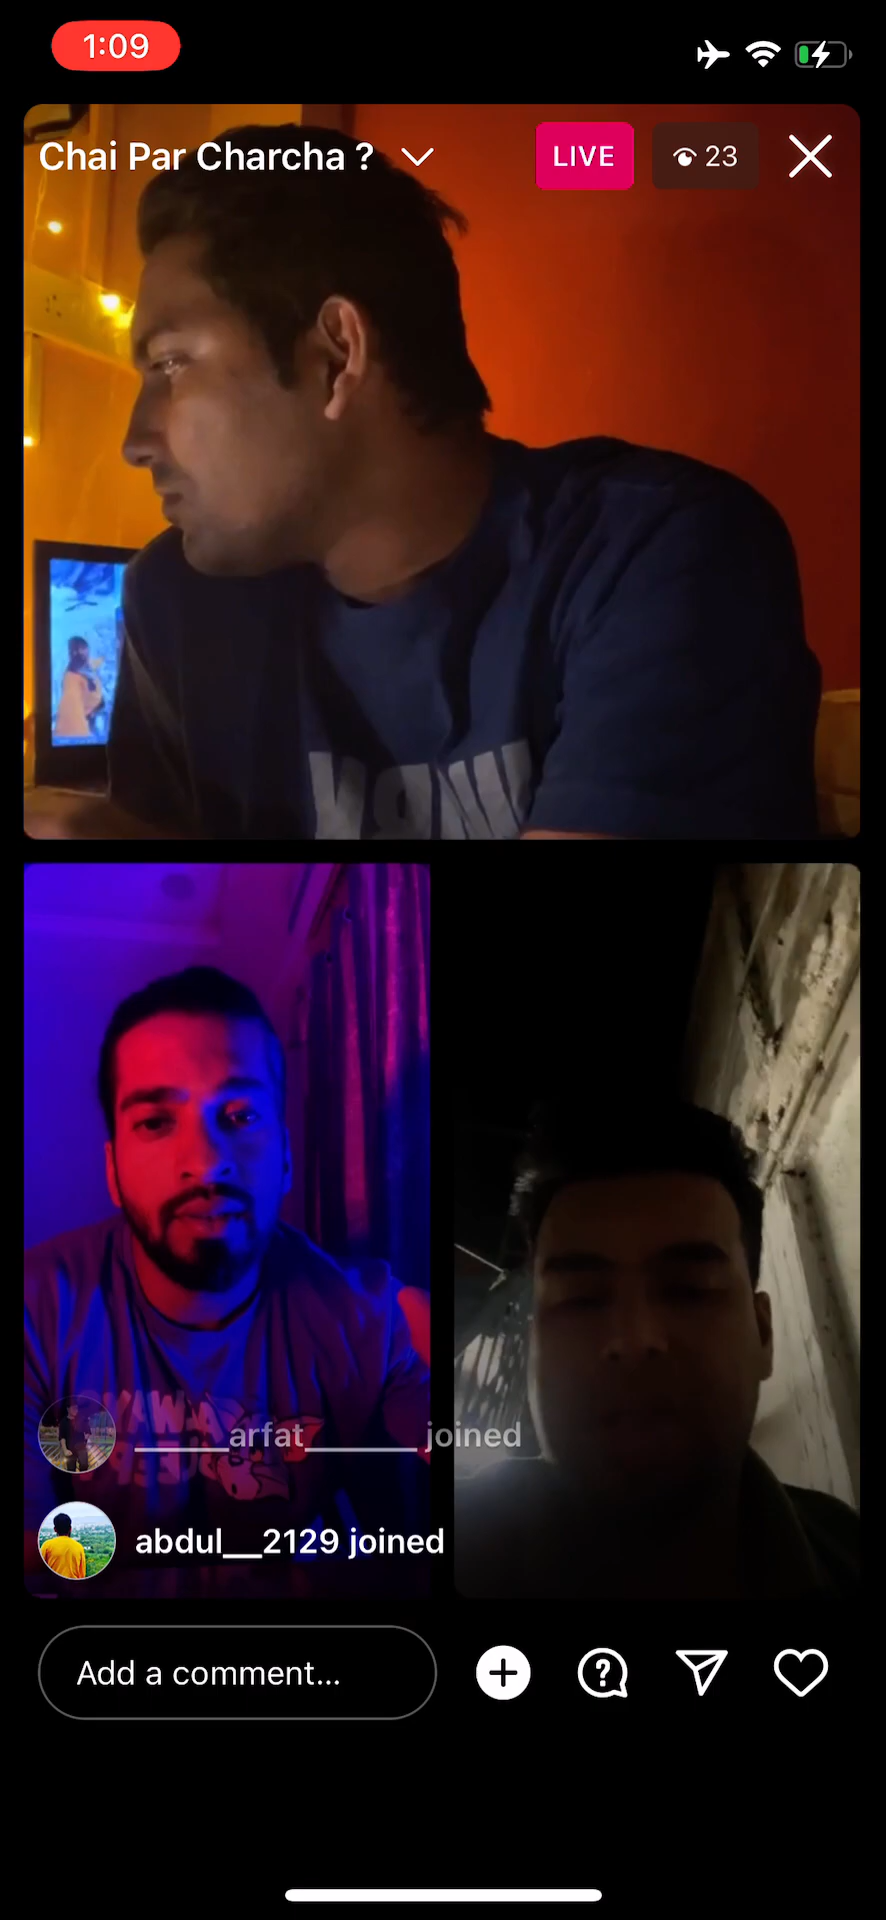 1:09
Chai Par Charcha ?
LIVE
23
_____arfat______ joined
abdul__2129 joined
Add a comment...